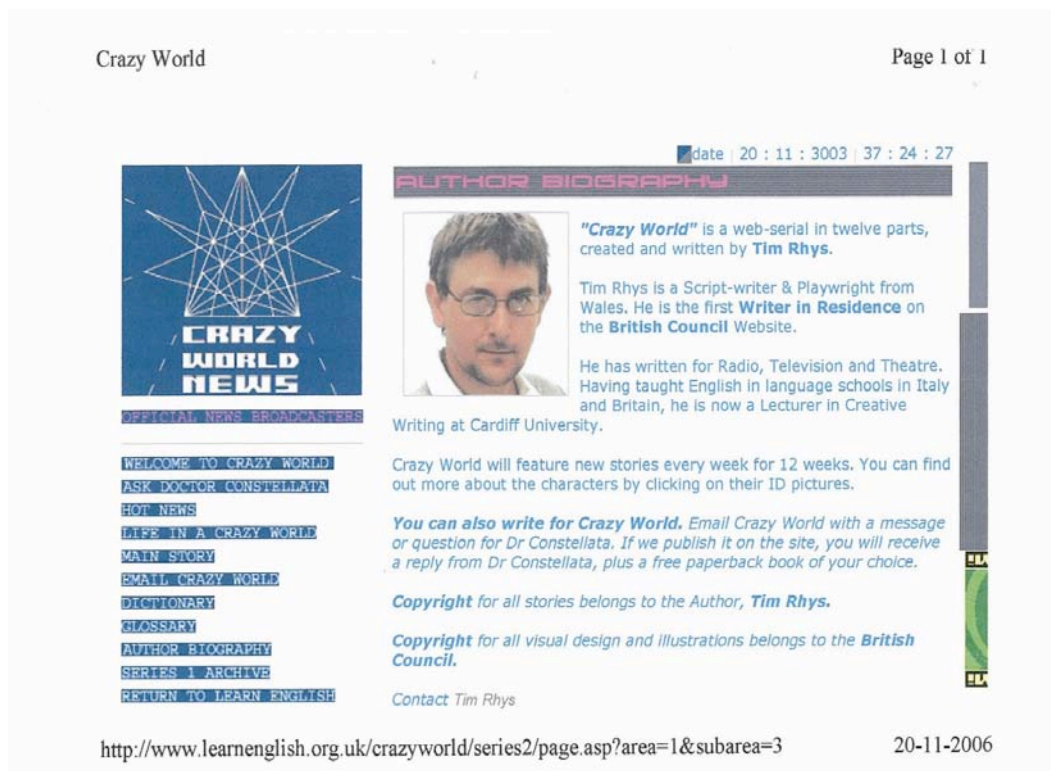 Crazy World
Page 1 of 1
date | 20 : 11 : 3003 | 37 : 24 : 27
CRAZY
WORLD
NEWS
OFFICIAL NEWS BROADCASTERS
WELCOME TO CRAZY WORLD
ASK DOCTOR CONSTELLATA
HOT NEWS
LIFE IN A CRAZY WORLD
MAIN STORY
EMAIL CRAZY WORLD
DICTIONARY
GLOSSARY
AUTHOR BIOGRAPHY
SERIES 1 ARCHIVE
RETURN TO LEARN ENGLISH
AUTHOR BIOGRAPHY
"Crazy World" is a web-serial in twelve parts,
created and written by Tim Rhys.
Tim Rhys is a Script-writer & Playwright from
Wales. He is the first Writer in Residence on
the British Council Website.
He has written for Radio, Television and Theatre.
Having taught English in language schools in Italy
and Britain, he is now a Lecturer in Creative
Writing at Cardiff University.
Crazy World will feature new stories every week for 12 weeks. You can find
out more about the characters by clicking on their ID pictures.
You can also write for Crazy World. Email Crazy World with a message
or question for Dr Constellata. If we publish it on the site, you will receive
a reply from Dr Constellata, plus a free paperback book of your choice.
Copyright for all stories belongs to the Author, Tim Rhys.
Copyright for all visual design and illustrations belongs to the British
Council.
Contact Tim Rhys
http://www.learnenglish.org.uk/crazyworld/series2/page.asp?area=1&subarea=3
20-11-2006